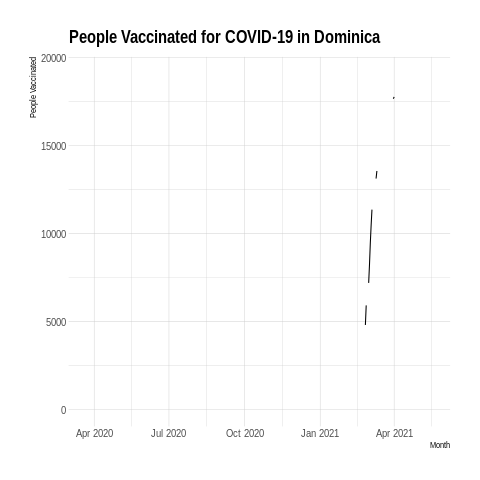 People Vaccinated for COVID-19 in Dominica
People Vaccinated
20000
15000
10000
5000
0
Apr 2020 Jul 2020 Oct 2020 Jan 2021 Apr 2021
Month